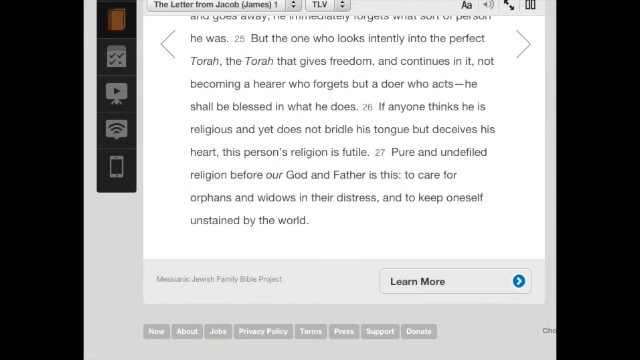 The Letter from Jacob (James) 1 TLV Aa
and goes away, he immediately forgets what sort of person
he was. 25 But the one who looks intently into the perfect
Torah, the Torah that gives freedom, and continues in it, not
becoming a hearer who forgets but a doer who acts—he
shall be blessed in what he does. 26 If anyone thinks he is
religious and yet does not bridle his tongue but deceives his
heart, this person's religion is futile. 27 Pure and undefiled
religion before our God and Father is this: to care for
orphans and widows in their distress, and to keep oneself
unstained by the world.
Messianic Jewish Family Bible Project Learn More
Now About Jobs Privacy Policy Terms Press Support Donate Cho